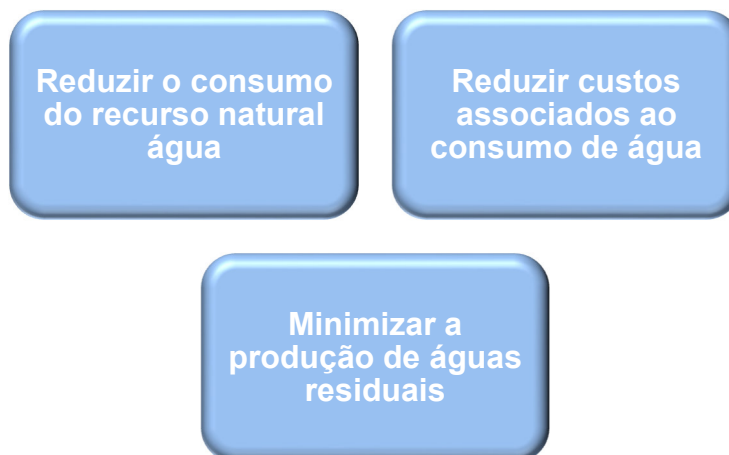 Reduzir o consumo
do recurso natural
água
Reduzir custos
associados ao
consumo de água
Minimizar a
produção de águas
residuais